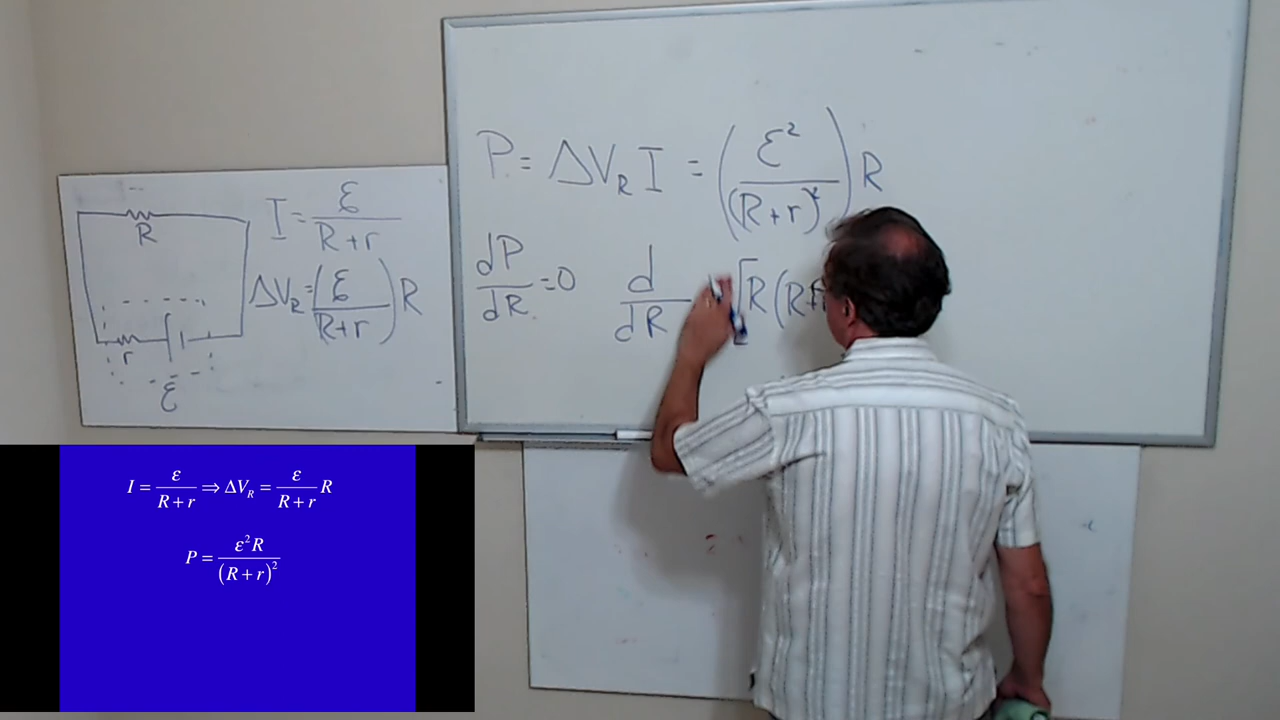 P = ΔV_R I = (ε² / (R+r)²) R
dP/dR = 0   d/dR [R(R+r
I = ε / (R+r)
ΔV_R = (ε / (R+r)) R
R
r
ε
I = ε / (R+r) ⇒ ΔV_R = ε / (R+r) R
P = ε²R / (R+r)²